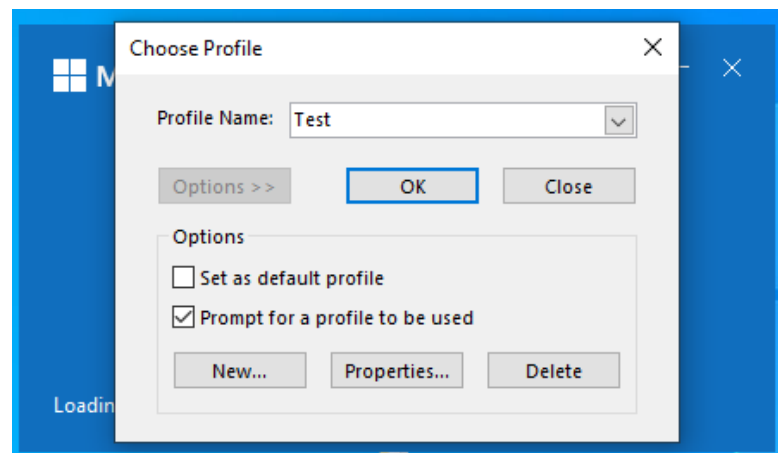 Choose Profile
M
Profile Name: Test
Options >> OK Close
Options
Set as default profile
Prompt for a profile to be used
New... Properties... Delete
Loadin